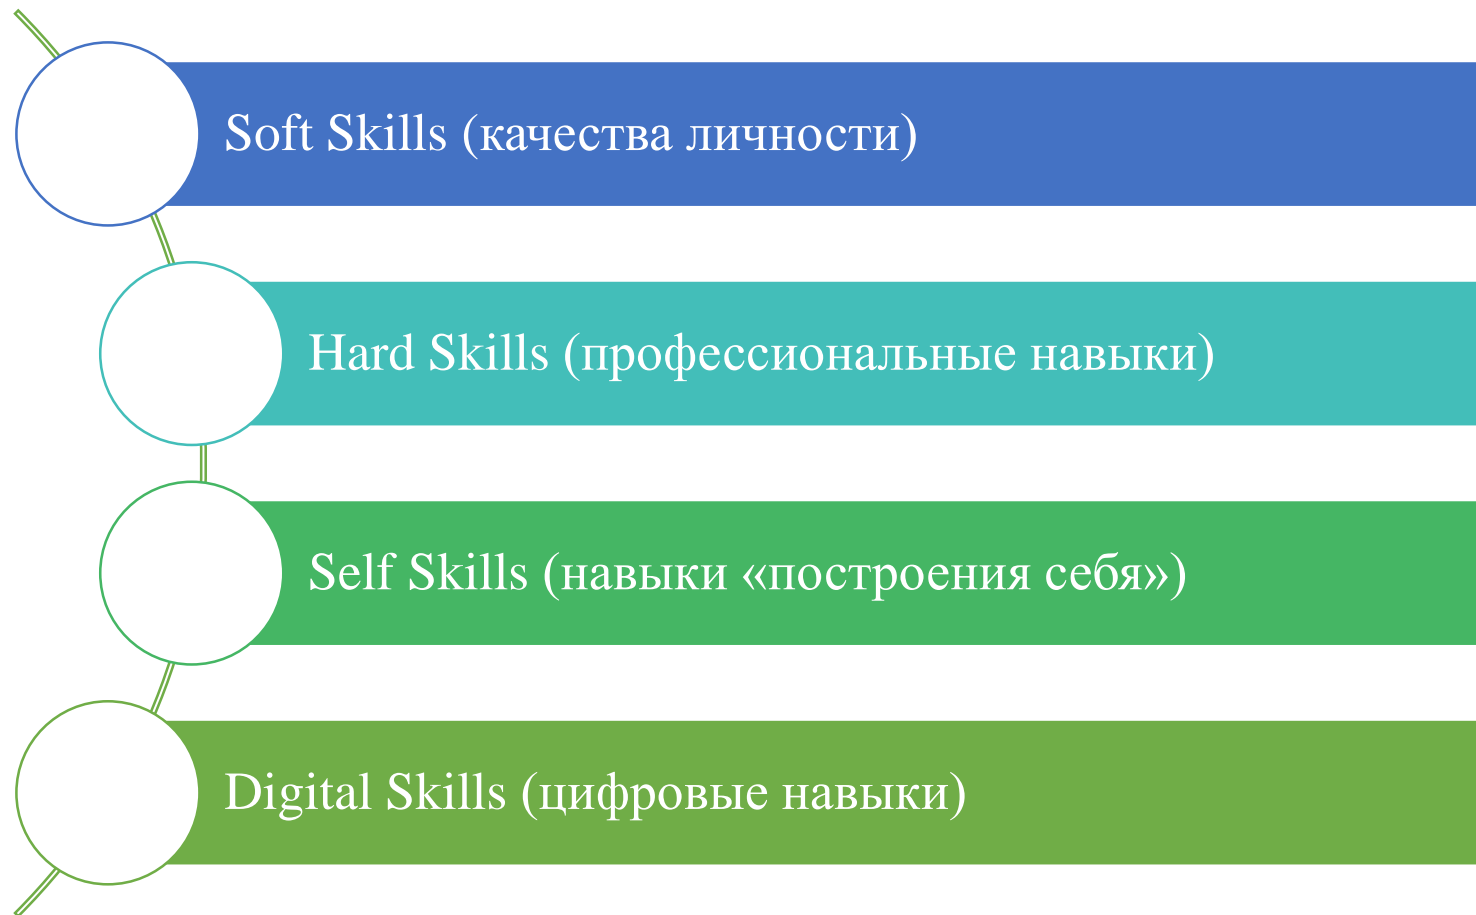 Soft Skills (качества личности)
Hard Skills (профессиональные навыки)
Self Skills (навыки «построения себя»)
Digital Skills (цифровые навыки)